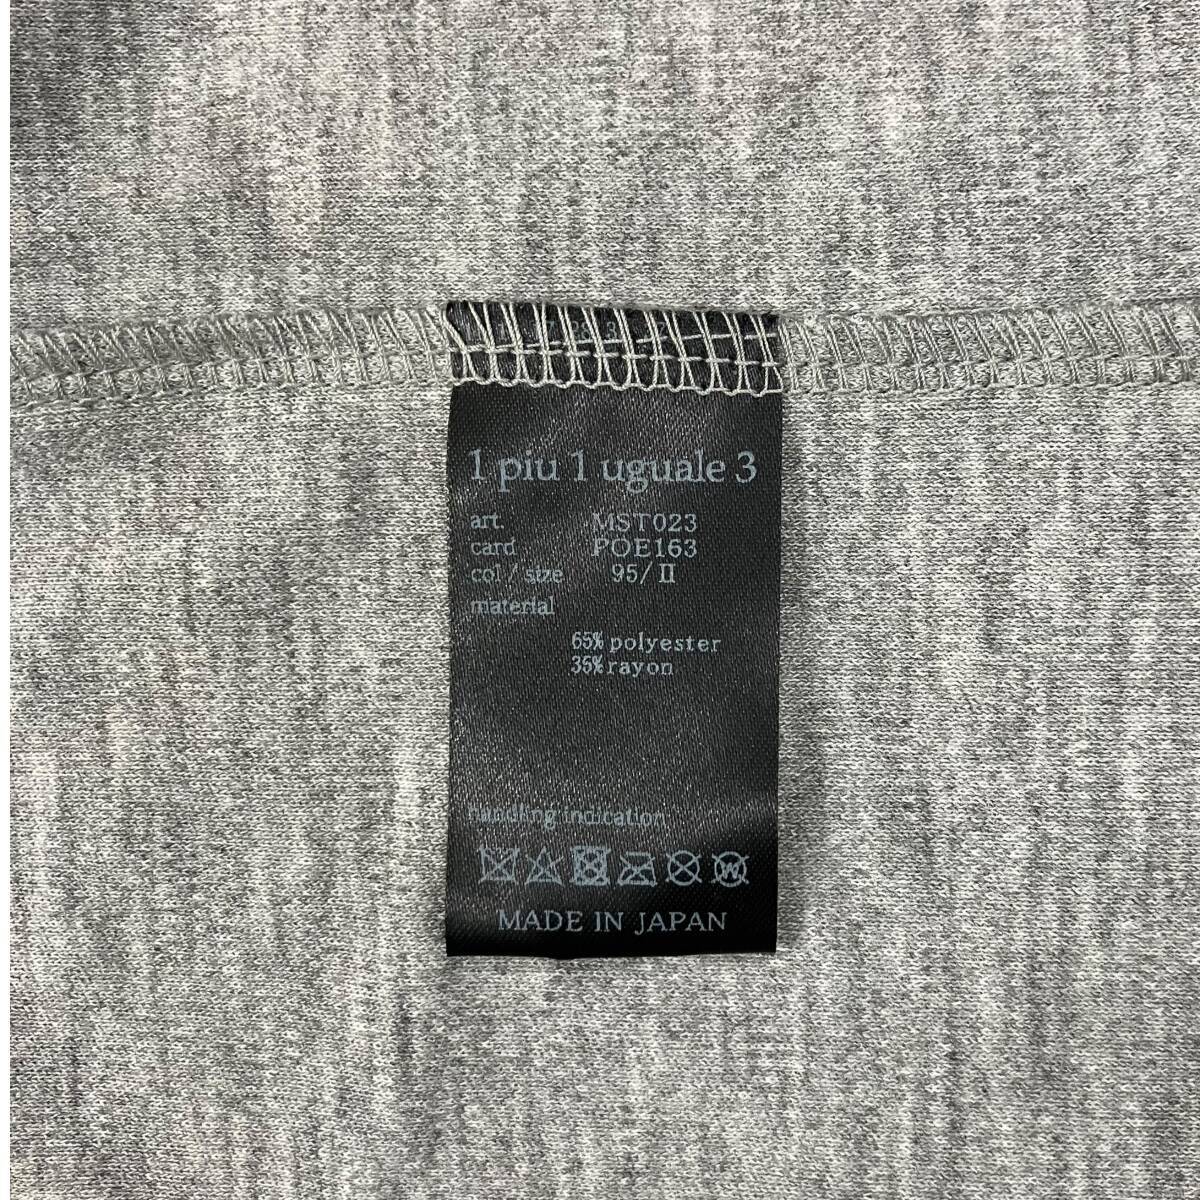 1 piu 1 uguale 3
art. MST023
card POE163
col / size 95/ II
material
65% polyester
35% rayon
handling indication
W
MADE IN JAPAN